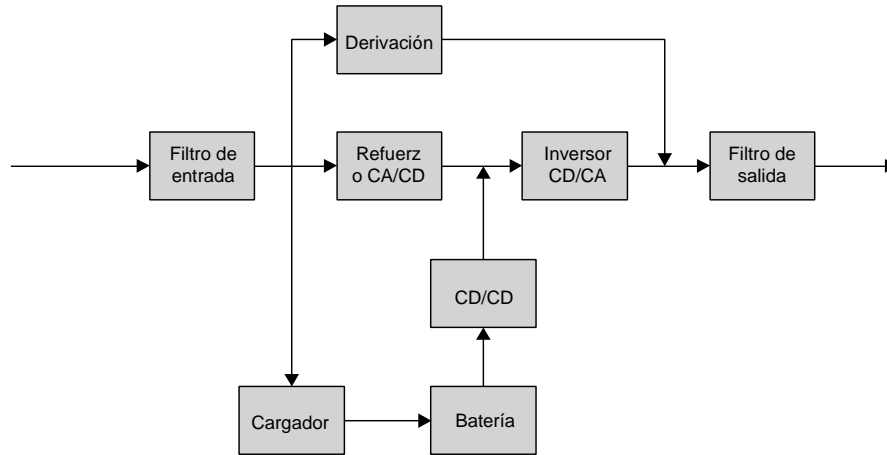 Derivación
Filtro de
entrada
Refuerz
o CA/CD
Inversor
CD/CA
Filtro de
salida
CD/CD
Cargador
Batería